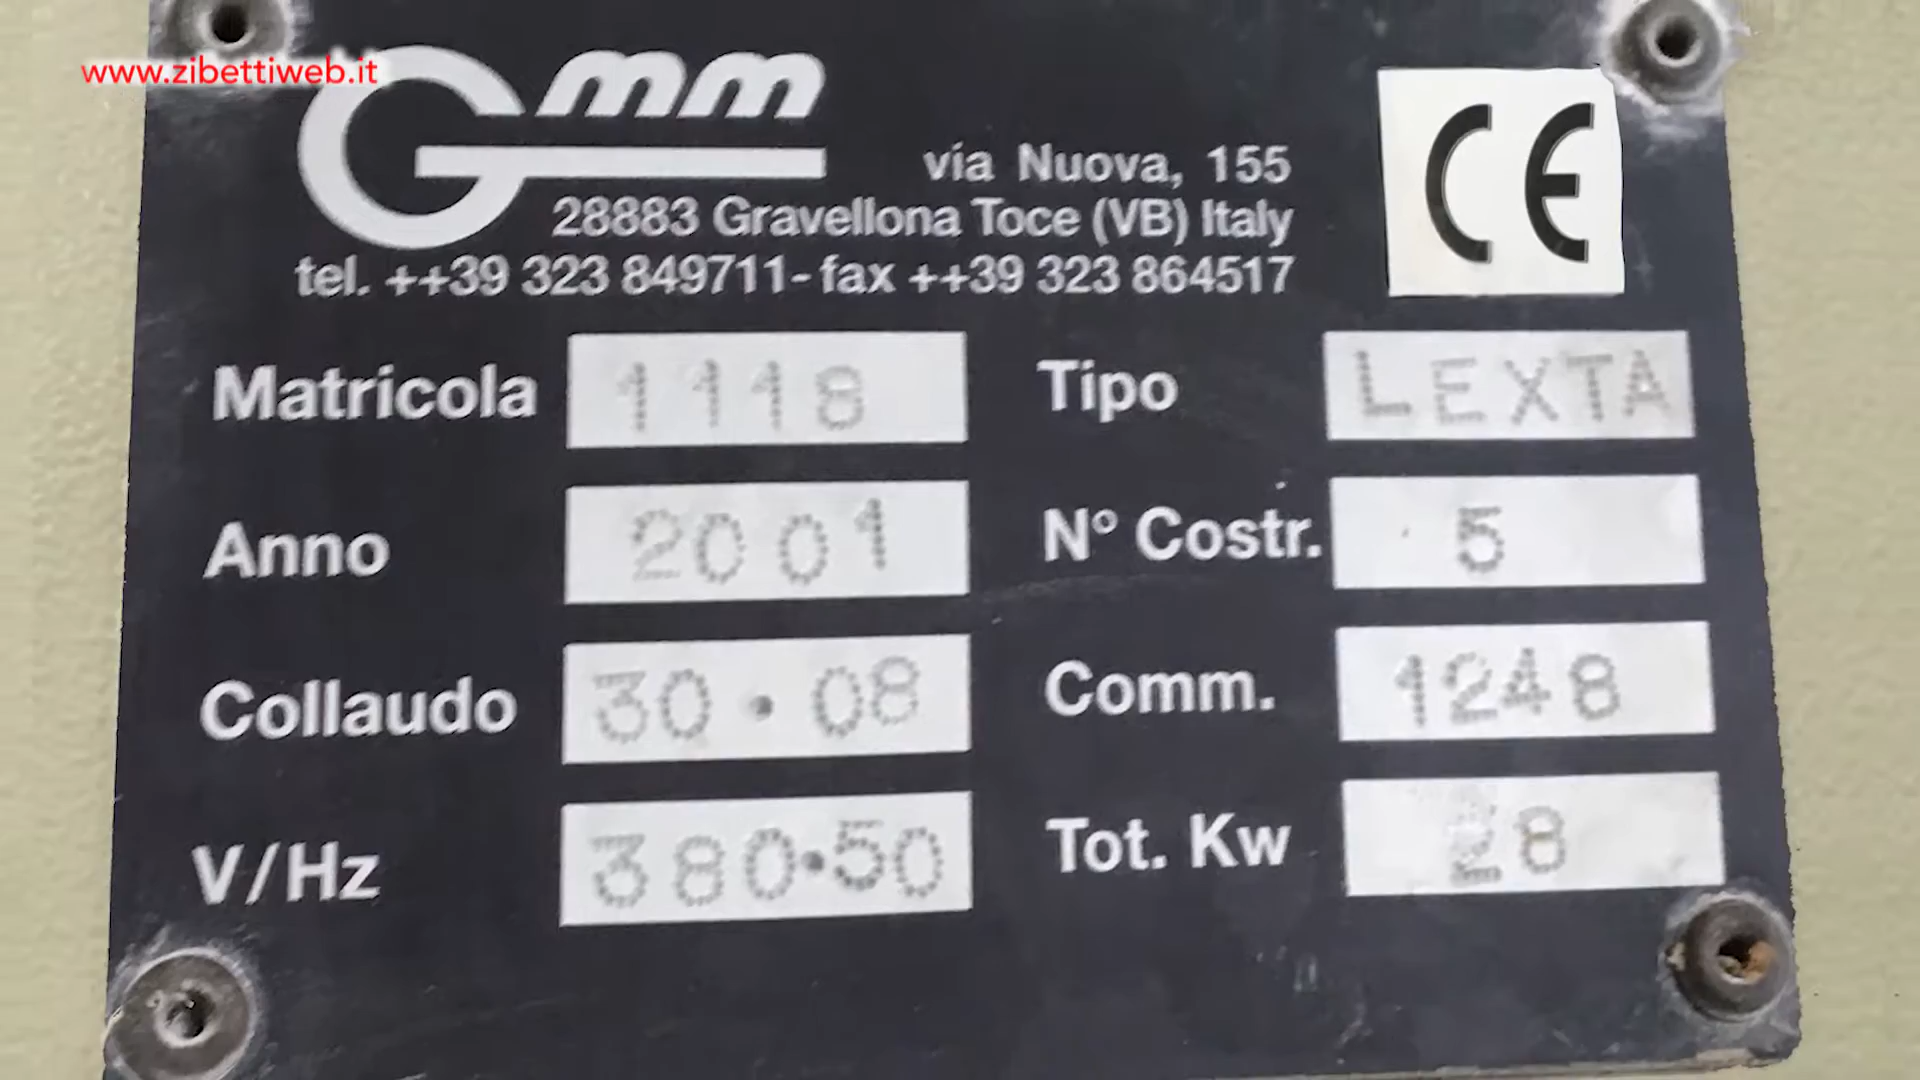 www.zibettiweb.it
Gmm
via Nuova, 155
28883 Gravellona Toce (VB) Italy
tel. ++39 323 849711- fax ++39 323 864517
CE
Matricola 1118 Tipo LEXTA
Anno 2001 N° Costr. 5
Collaudo 30•08 Comm. 1248
V/Hz 380•50 Tot. Kw 28